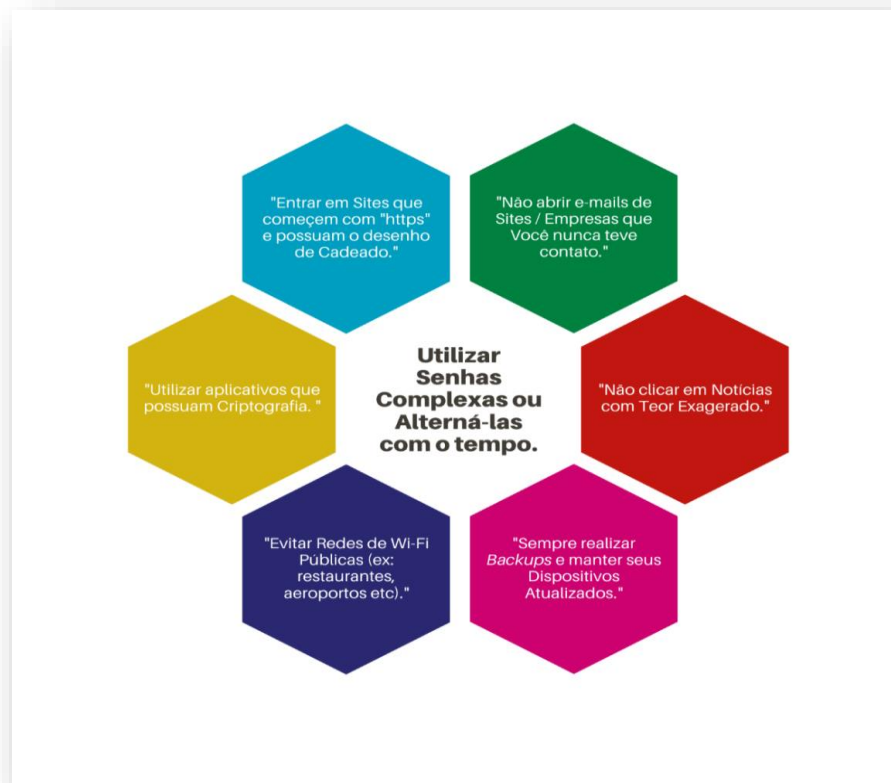 "Entrar em Sites que
começem com "https"
e possuam o desenho
de Cadeado."
"Não abrir e-mails de
Sites / Empresas que
Você nunca teve
contato."
"Utilizar aplicativos que
possuam Criptografia. "
Utilizar
Senhas
Complexas ou
Alterná-las
com o tempo.
"Não clicar em Notícias
com Teor Exagerado."
"Evitar Redes de Wi-Fi
Públicas (ex:
restaurantes,
aeroportos etc)."
"Sempre realizar
Backups e manter seus
Dispositivos
Atualizados."